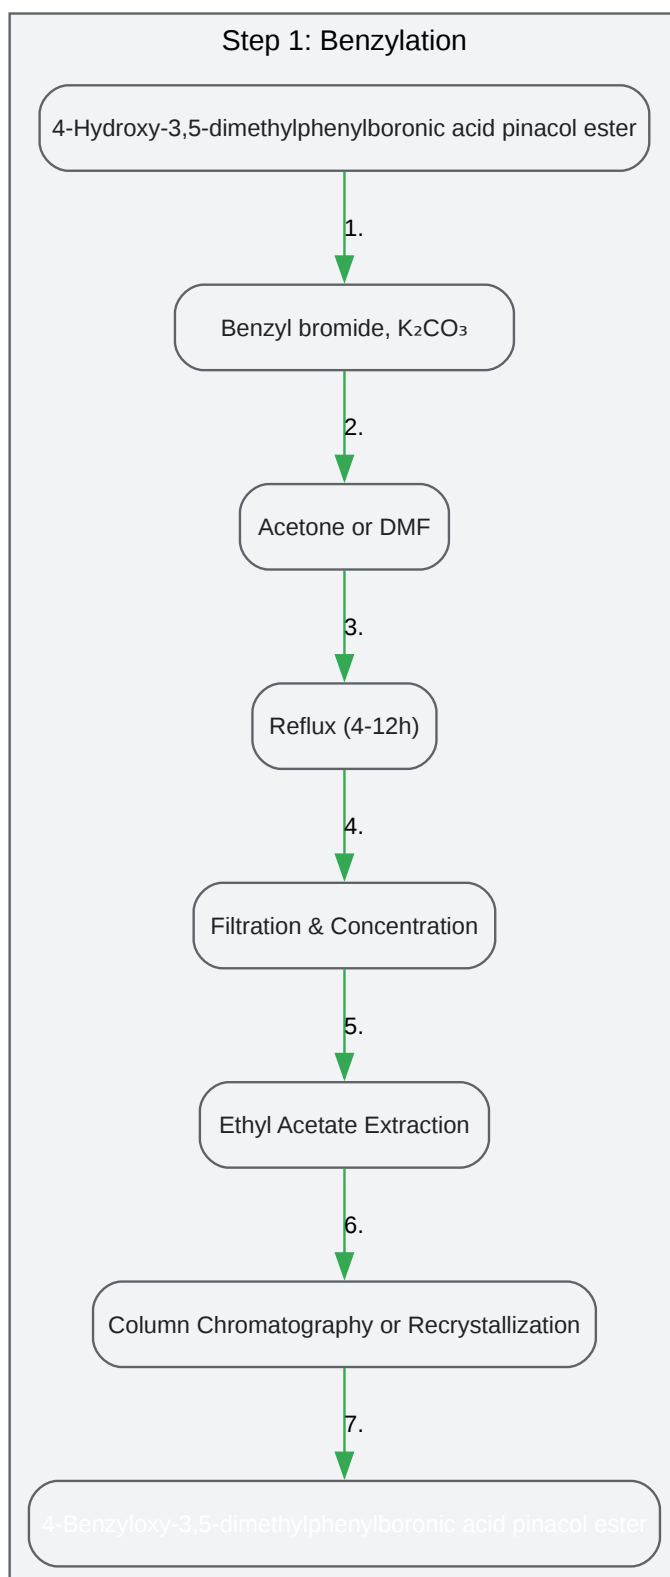 Step 1: Benzylation
4-Hydroxy-3,5-dimethylphenylboronic acid pinacol ester
1.
Benzyl bromide, K₂CO₃
2.
Acetone or DMF
3.
Reflux (4-12h)
4.
Filtration & Concentration
5.
Ethyl Acetate Extraction
6.
Column Chromatography or Recrystallization
7.
4-Benzyloxy-3,5-dimethylphenylboronic acid pinacol ester